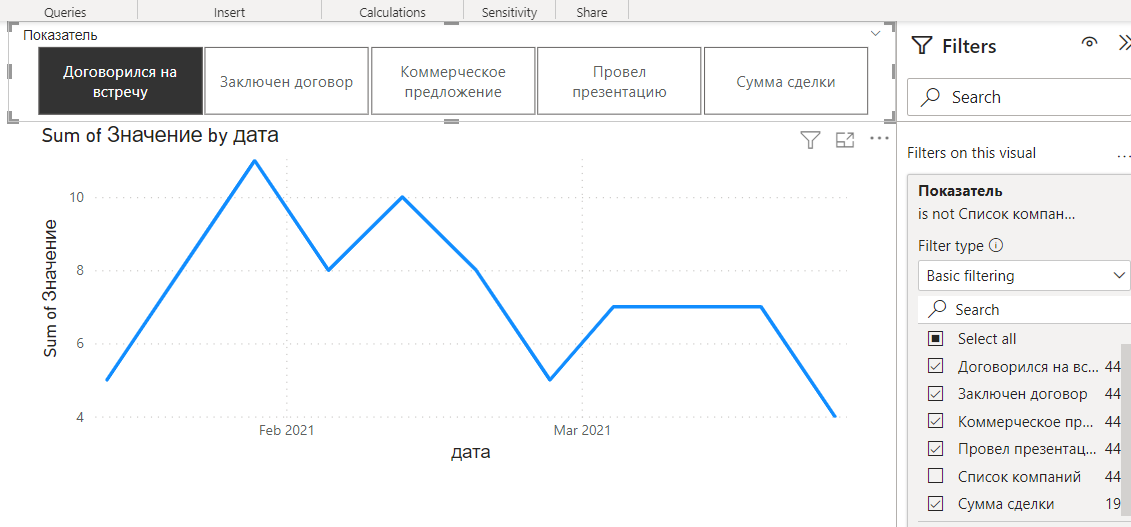 Queries Insert Calculations Sensitivity Share
Показатель
Договорился на
встречу
Заключен договор
Коммерческое
предложение
Провел
презентацию
Сумма сделки
Sum of Значение by дата
Sum of Значение
10
8
6
4
Feb 2021 Mar 2021
дата
Filters
Search
Filters on this visual
Показатель
is not Список компан...
Filter type
Basic filtering
Search
Select all
Договорился на вс... 44
Заключен договор 44
Коммерческое пр... 44
Провел презентац... 44
Список компаний 44
Сумма сделки 19